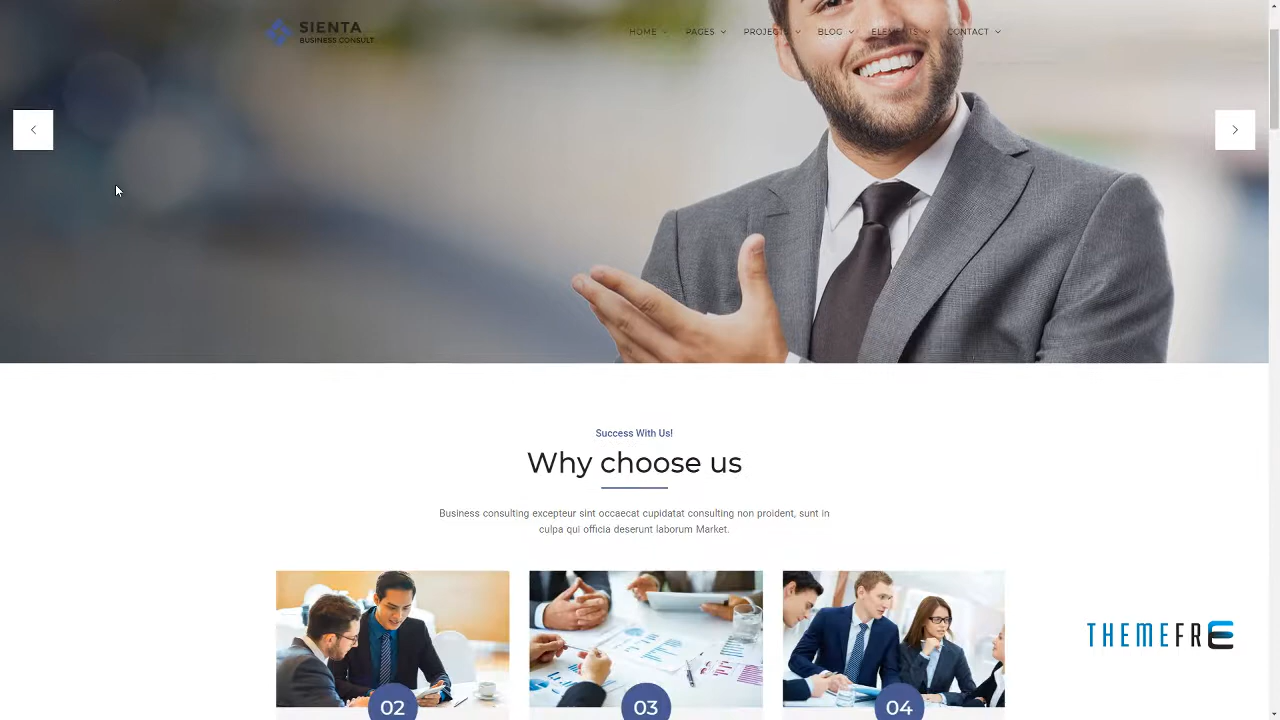 SIENTA
BUSINESS CONSULT
HOME PAGES PROJECTS BLOG ELEMENTS CONTACT
Success With Us!
Why choose us
Business consulting excepteur sint occaecat cupidatat consulting non proident, sunt in
culpa qui officia deserunt laborum Market.
THEMEFRE
02 03 04